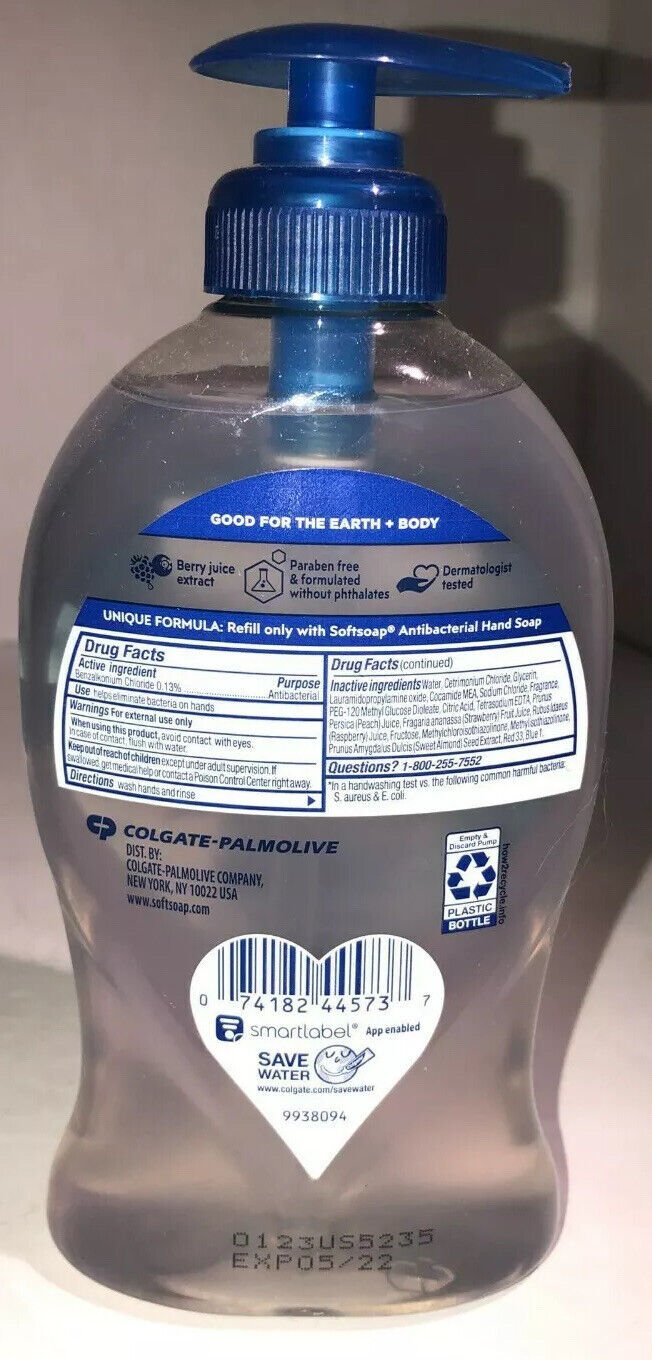 GOOD FOR THE EARTH + BODY
Berry juice
extract
Paraben free
& formulated
without phthalates
Dermatologist
tested
UNIQUE FORMULA: Refill only with Softsoap® Antibacterial Hand Soap
Drug Facts
Active ingredient
Purpose
Benzalkonium Chloride 0.13% Antibacterial
Use helps eliminate bacteria on hands
Warnings For external use only
When using this product, avoid contact with eyes.
In case of contact, flush with water.
Keep out of reach of children except under adult supervision. If
swallowed, get medical help or contact a Poison Control Center right away.
Directions wash hands and rinse
Drug Facts (continued)
Inactive ingredients Water, Cetrimonium Chloride, Glycerin,
Lauramidopropylamine oxide, Cocamide MEA, Sodium Chloride, Fragrance,
PEG-120 Methyl Glucose Dioleate, Citric Acid, Tetrasodium EDTA, Prunus
Persica (Peach) Juice, Fragaria ananassa (Strawberry) Fruit Juice, Rubus Idaeus
(Raspberry) Juice, Fructose, Methylchloroisothiazolinone, Methylisothiazolinone,
Prunus Amygdalus Dulcis (Sweet Almond) Seed Extract, Red 33, Blue 1.
Questions? 1-800-255-7552
*In a handwashing test vs. the following common harmful bacteria:
S. aureus & E. coli.
CP COLGATE-PALMOLIVE
DIST. BY:
COLGATE-PALMOLIVE COMPANY,
NEW YORK, NY 10022 USA
www.softsoap.com
Empty &
Discard Pump
PLASTIC
BOTTLE
how2recycle.info
0 74182 44573 7
smartlabel® App enabled
SAVE
WATER
www.colgate.com/savewater
9938094
0123US5235
EXP05/22